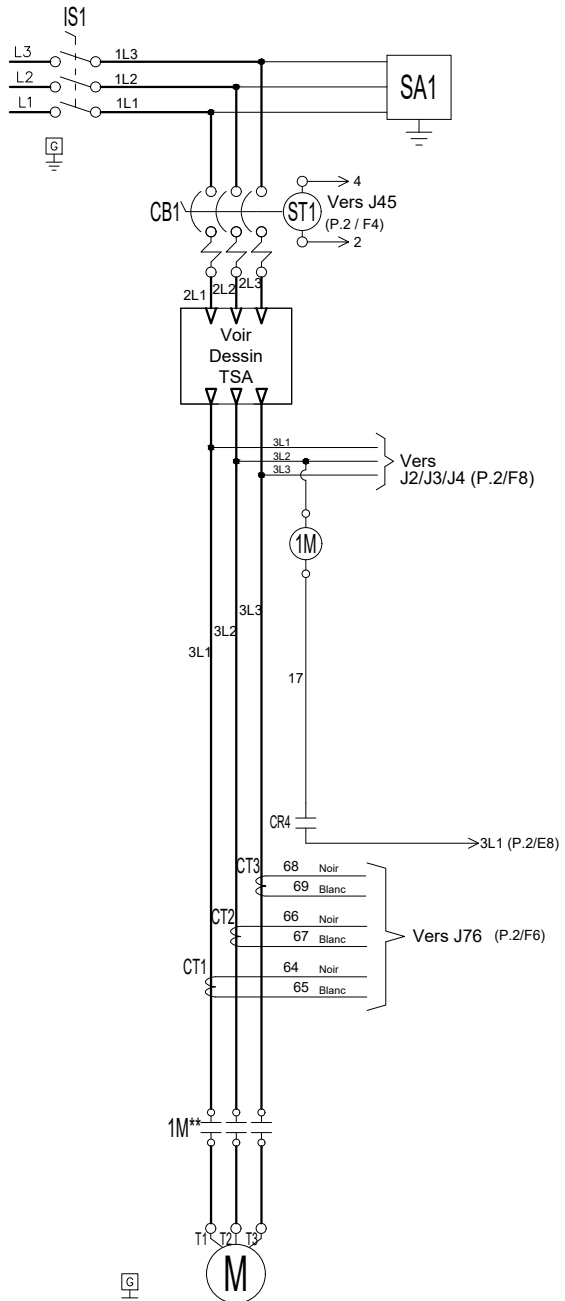 IS1
L3 1L3
L2 1L2
L1 1L1
SA1
G
CB1
ST1
4
Vers J45
(P.2 / F4)
2
2L1 2L2 2L3
Voir
Dessin
TSA
3L1
3L2
3L3
Vers
J2/J3/J4 (P.2/F8)
1M
3L3
3L2
3L1
17
CR4
3L1 (P.2/E8)
CT3 68 Noir
69 Blanc
CT2 66 Noir
67 Blanc
Vers J76 (P.2/F6)
CT1 64 Noir
65 Blanc
1M**
T1 T2 T3
M
G